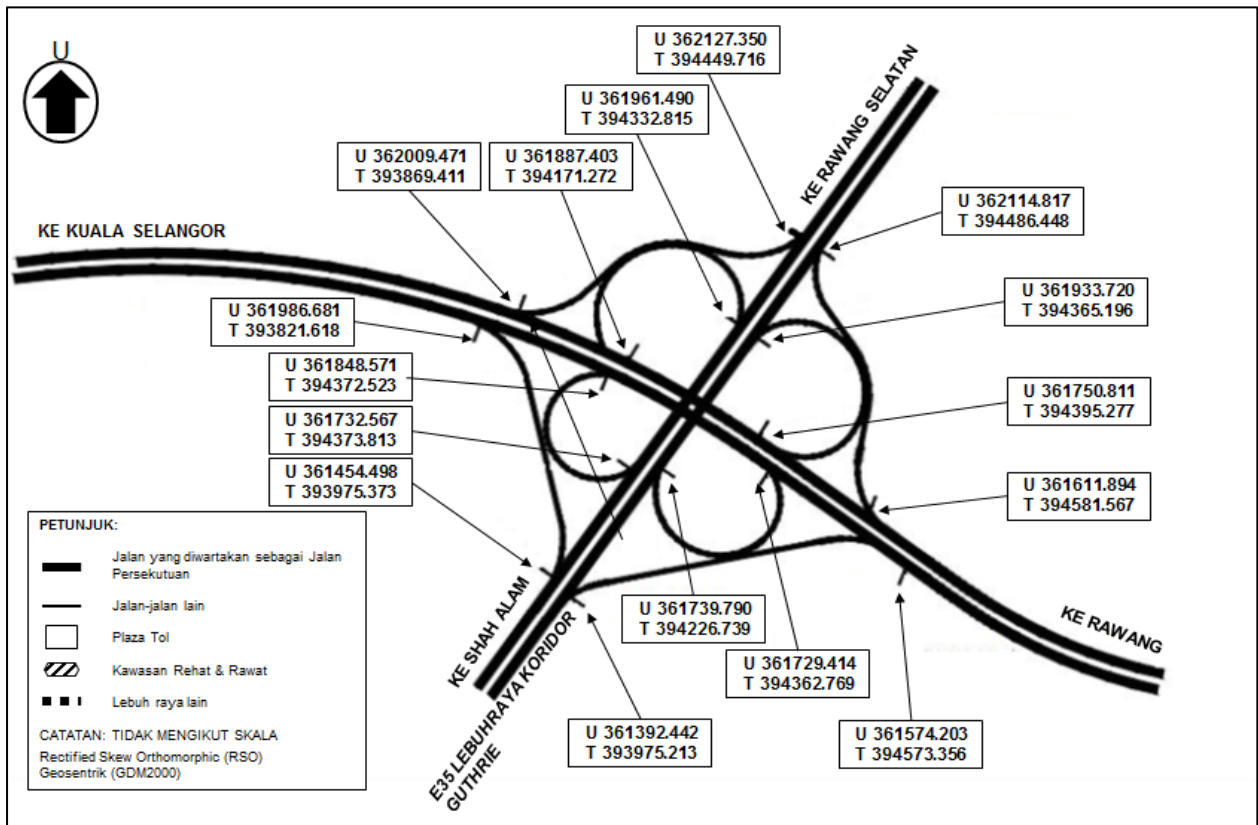 U
U 362127.350
T 394449.716
U 361961.490
T 394332.815
U 362009.471
T 393869.411
U 361887.403
T 394171.272
KE RAWANG SELATAN
U 362114.817
T 394486.448
KE KUALA SELANGOR
U 361986.681
T 393821.618
U 361933.720
T 394365.196
U 361848.571
T 394372.523
U 361750.811
T 394395.277
U 361732.567
T 394373.813
U 361454.498
T 393975.373
U 361611.894
T 394581.567
PETUNJUK:
Jalan yang diwartakan sebagai Jalan
Persekutuan
Jalan-jalan lain
Plaza Tol
Kawasan Rehat & Rawat
Lebuh raya lain
CATATAN: TIDAK MENGIKUT SKALA
Rectified Skew Orthomorphic (RSO)
Geosentrik (GDM2000)
KE SHAH ALAM
E35 LEBUHRAYA KORIDOR
GUTHRIE
U 361739.790
T 394226.739
KE RAWANG
U 361729.414
T 394362.769
U 361392.442
T 393975.213
U 361574.203
T 394573.356